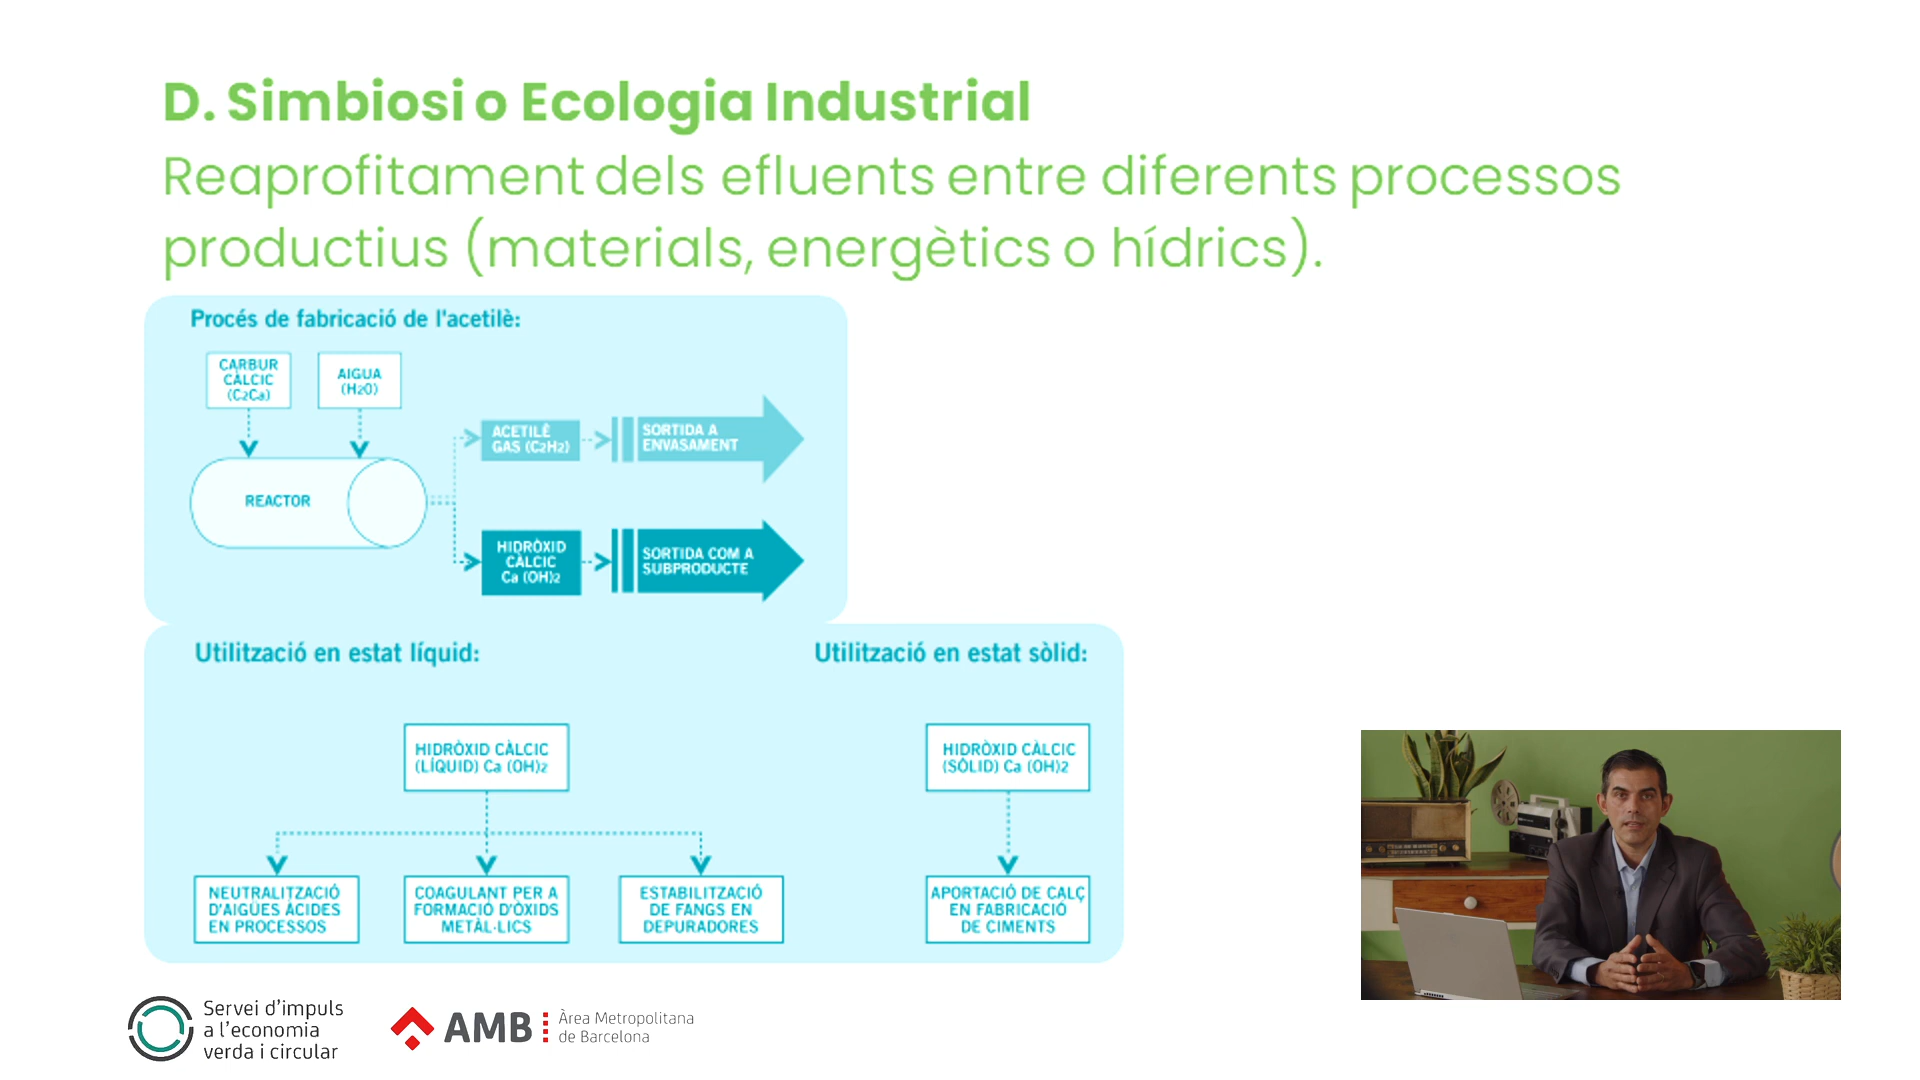 D. Simbiosi o Ecologia Industrial
Reaprofitament dels efluents entre diferents processos
productius (materials, energètics o hídrics).
Procés de fabricació de l'acetilè:
CARBUR
CÀLCIC
(C2Ca)
AIGUA
(H2O)
REACTOR
ACETILÈ
GAS (C2H2)
SORTIDA A
ENVASAMENT
HIDRÒXID
CÀLCIC
Ca (OH)2
SORTIDA COM A
SUBPRODUCTE
Utilització en estat líquid:
HIDRÒXID CÀLCIC
(LÍQUID) Ca (OH)2
NEUTRALITZACIÓ
D'AIGÜES ÀCIDES
EN PROCESSOS
COAGULANT PER A
FORMACIÓ D'ÒXIDS
METÀL·LICS
ESTABILITZACIÓ
DE FANGS EN
DEPURADORES
Utilització en estat sòlid:
HIDRÒXID CÀLCIC
(SÒLID) Ca (OH)2
APORTACIÓ DE CALÇ
EN FABRICACIÓ
DE CIMENTS
Servei d'impuls
a l'economia
verda i circular
AMB
Àrea Metropolitana
de Barcelona